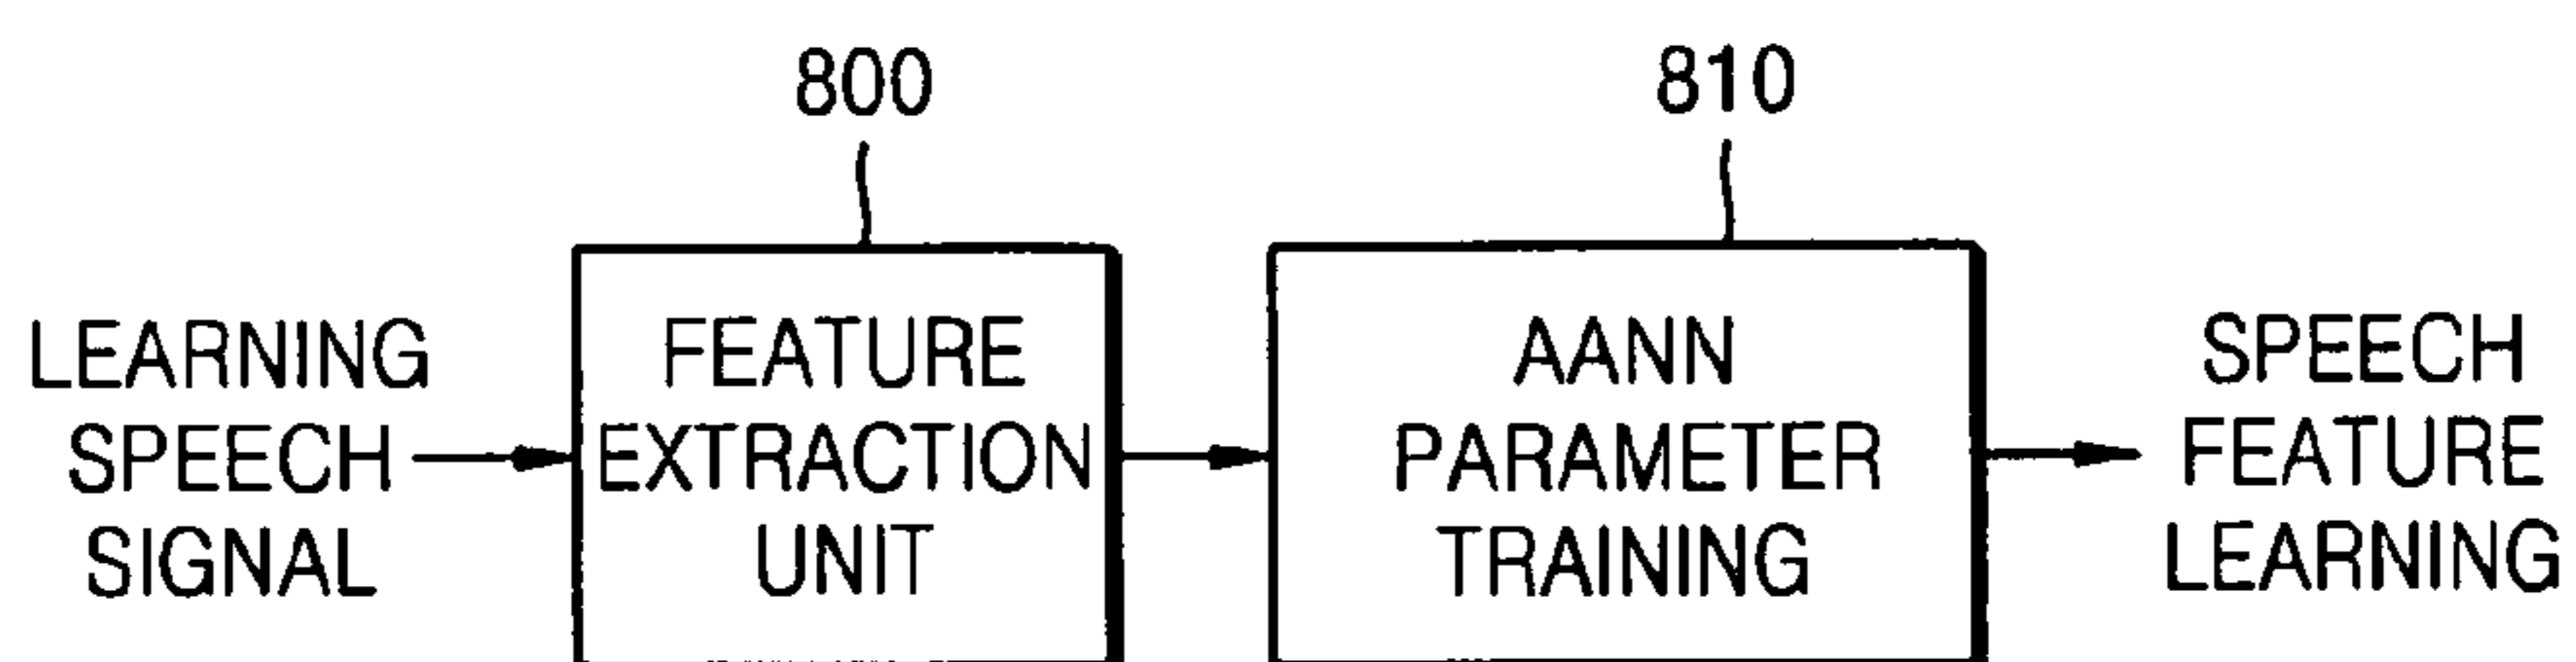 800
810
LEARNING
SPEECH
SIGNAL
FEATURE
EXTRACTION
UNIT
AANN
PARAMETER
TRAINING
SPEECH
FEATURE
LEARNING